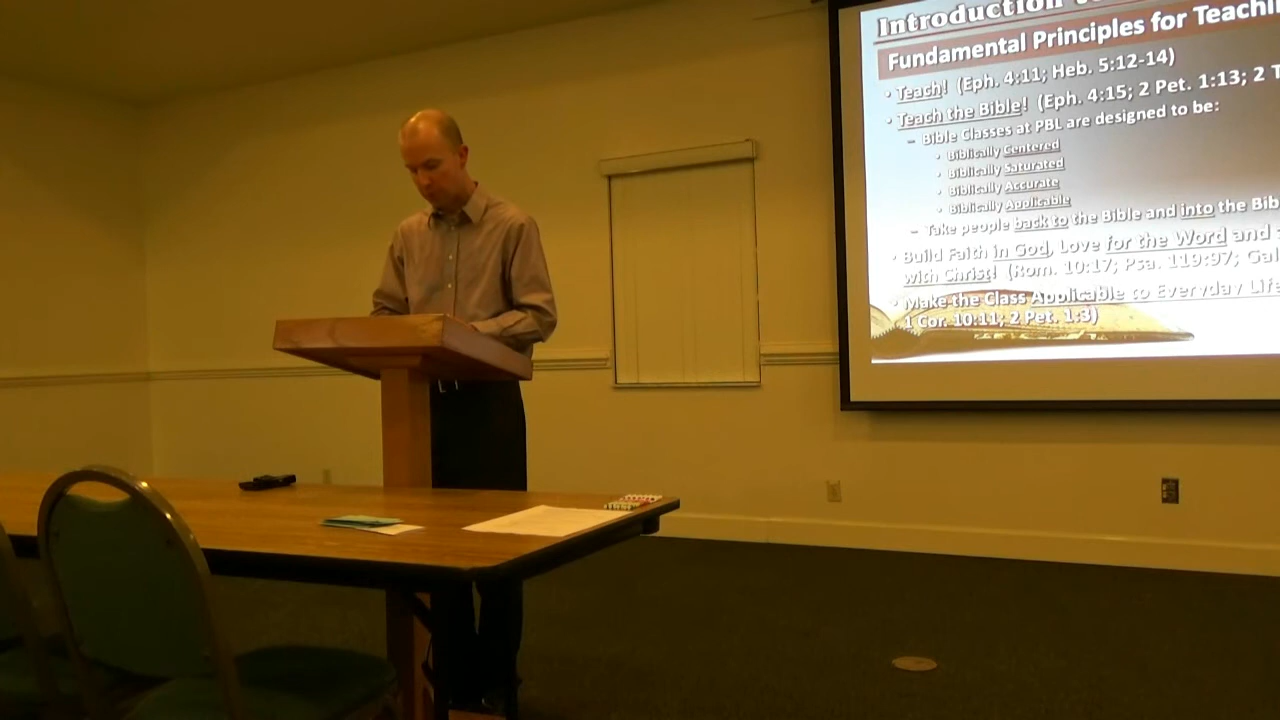 Introduction
Fundamental Principles for Teachi
• Teach! (Eph. 4:11; Heb. 5:12-14)
• Teach the Bible! (Eph. 4:15; 2 Pet. 1:13; 2 T
– Bible Classes at PBL are designed to be:
• Biblically Centered
• Biblically Saturated
• Biblically Accurate
• Biblically Applicable
– Take people back to the Bible and into the Bib
• Build Faith in God, Love for the Word and
with Christ! (Rom. 10:17; Psa. 119:97; Gal
• Make the Class Applicable to Everyday Life
1 Cor. 10:11; 2 Pet. 1:3)